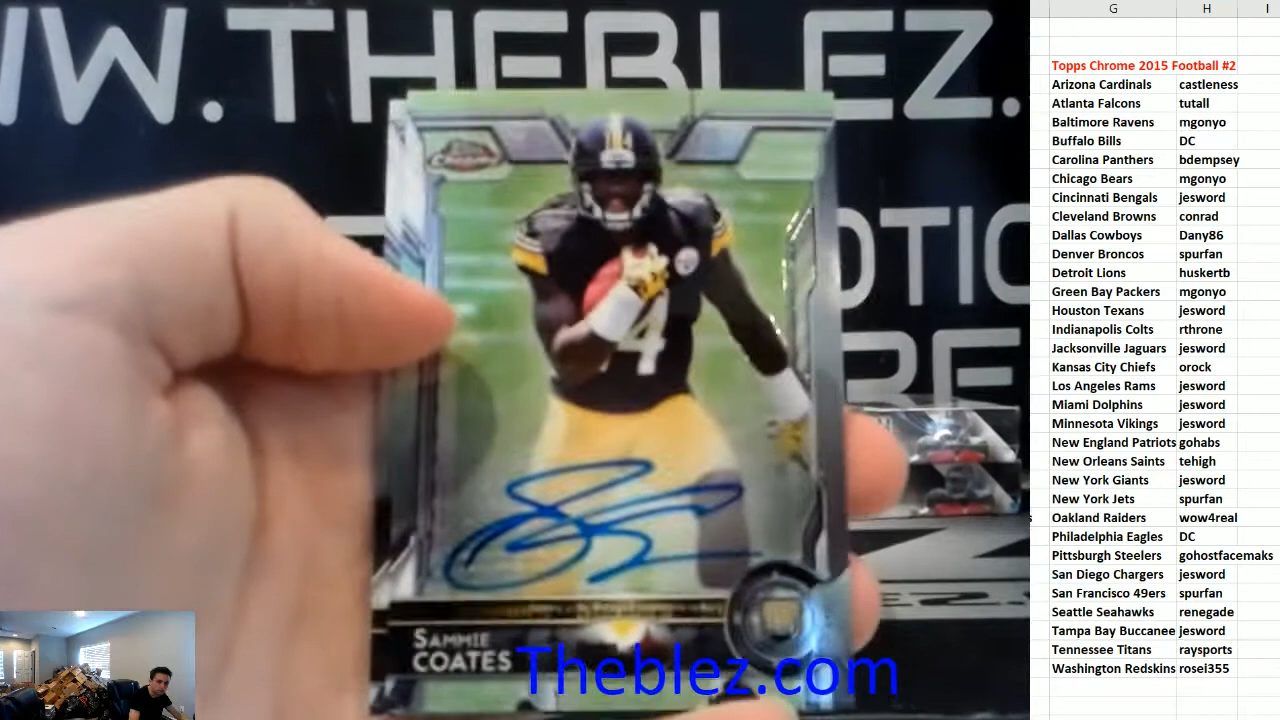 WW.THEBLEZ.
OTIC
RE
Chrome
4
SAMMIE
COATES
Theblez.com
EZ.
G H I
Topps Chrome 2015 Football #2
Arizona Cardinals castleness
Atlanta Falcons tutall
Baltimore Ravens mgonyo
Buffalo Bills DC
Carolina Panthers bdempsey
Chicago Bears mgonyo
Cincinnati Bengals jesword
Cleveland Browns conrad
Dallas Cowboys Dany86
Denver Broncos spurfan
Detroit Lions huskertb
Green Bay Packers mgonyo
Houston Texans jesword
Indianapolis Colts rthrone
Jacksonville Jaguars jesword
Kansas City Chiefs orock
Los Angeles Rams jesword
Miami Dolphins jesword
Minnesota Vikings jesword
New England Patriots gohabs
New Orleans Saints tehigh
New York Giants jesword
New York Jets spurfan
Oakland Raiders wow4real
Philadelphia Eagles DC
Pittsburgh Steelers gohostfacemaks
San Diego Chargers jesword
San Francisco 49ers spurfan
Seattle Seahawks renegade
Tampa Bay Buccanee jesword
Tennessee Titans raysports
Washington Redskins rosei355